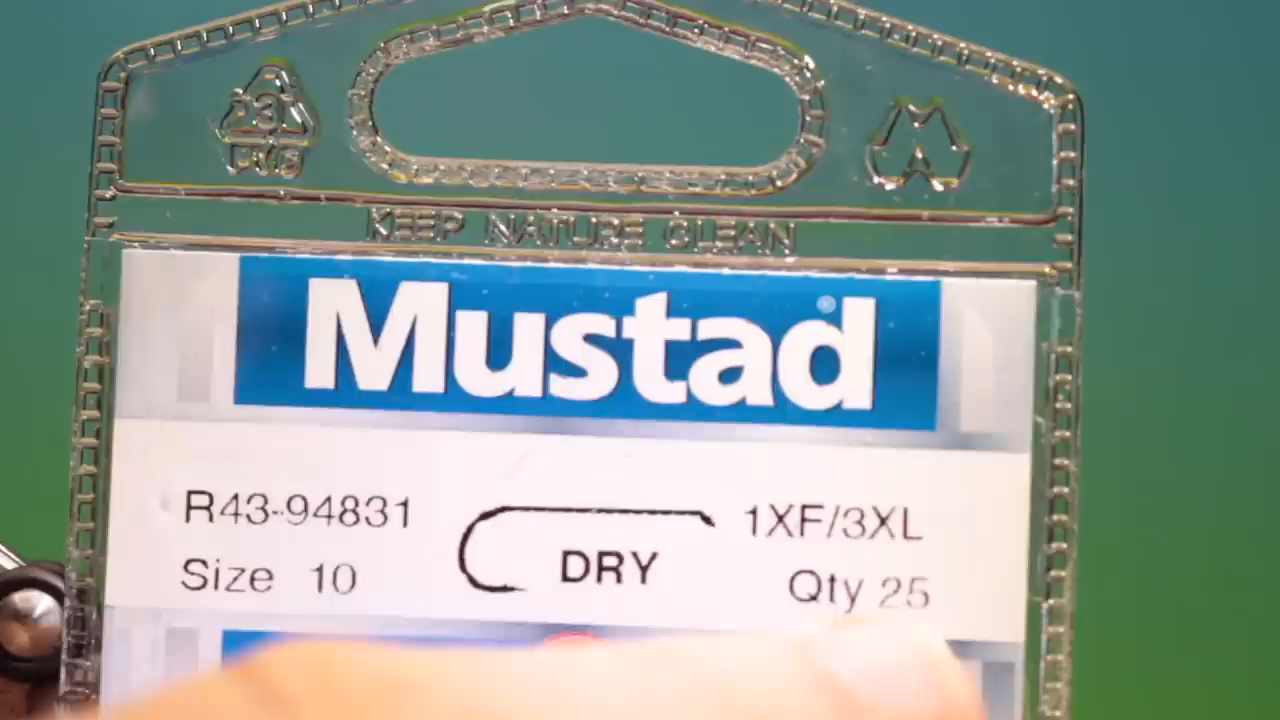 KEEP NATURE CLEAN
Mustad®
R43-94831
1XF/3XL
DRY
Size 10
Qty 25